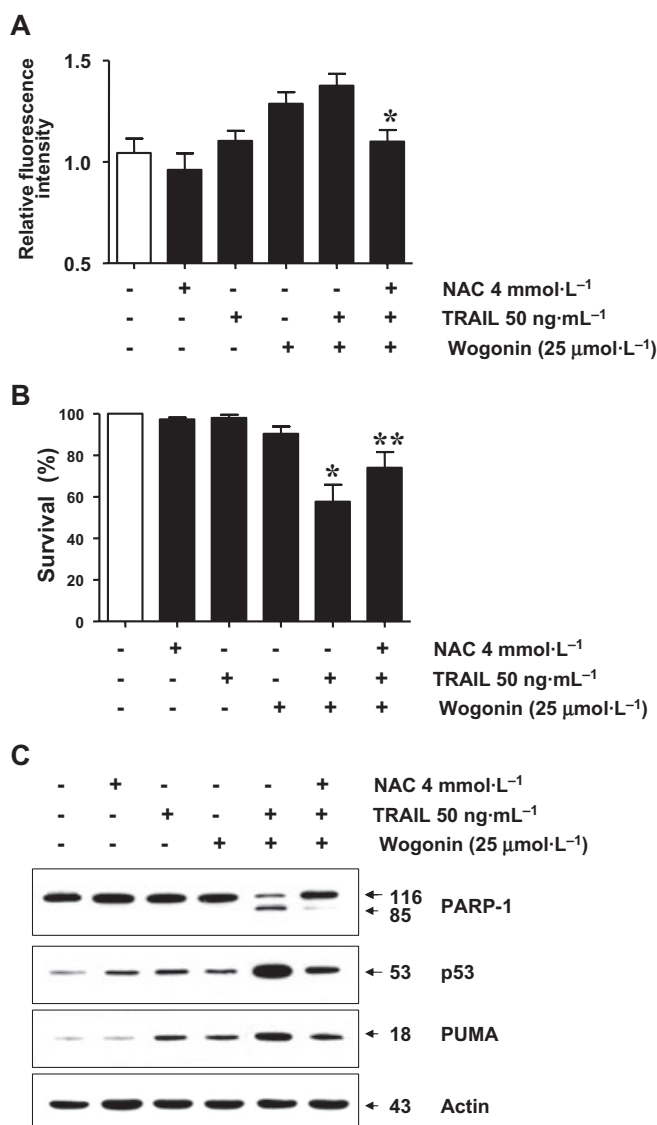 A
Relative fluorescence
intensity
1.5
1.0
0.5
- + - - - + NAC 4 mmol·L⁻¹
- - + - + + TRAIL 50 ng·mL⁻¹
- - - + + + Wogonin (25 μmol·L⁻¹)
*
B
Survival (%)
100
80
60
40
20
0
*
**
- + - - - + NAC 4 mmol·L⁻¹
- - + - + + TRAIL 50 ng·mL⁻¹
- - - + + + Wogonin (25 μmol·L⁻¹)
C
- + - - - + NAC 4 mmol·L⁻¹
- - + - + + TRAIL 50 ng·mL⁻¹
- - - + + + Wogonin (25 μmol·L⁻¹)
116
85 PARP-1
53 p53
18 PUMA
43 Actin